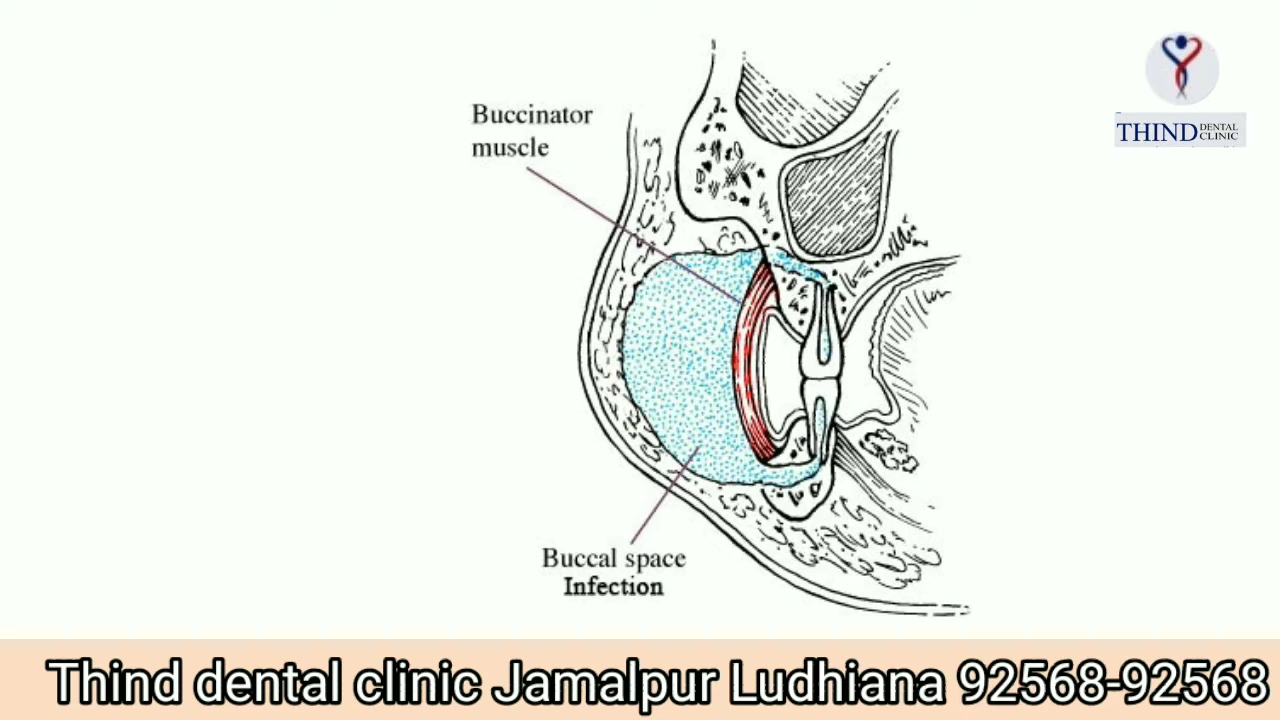 Buccinator
muscle
THIND DENTAL CLINIC
Buccal space
Infection
Thind dental clinic Jamalpur Ludhiana 92568-92568